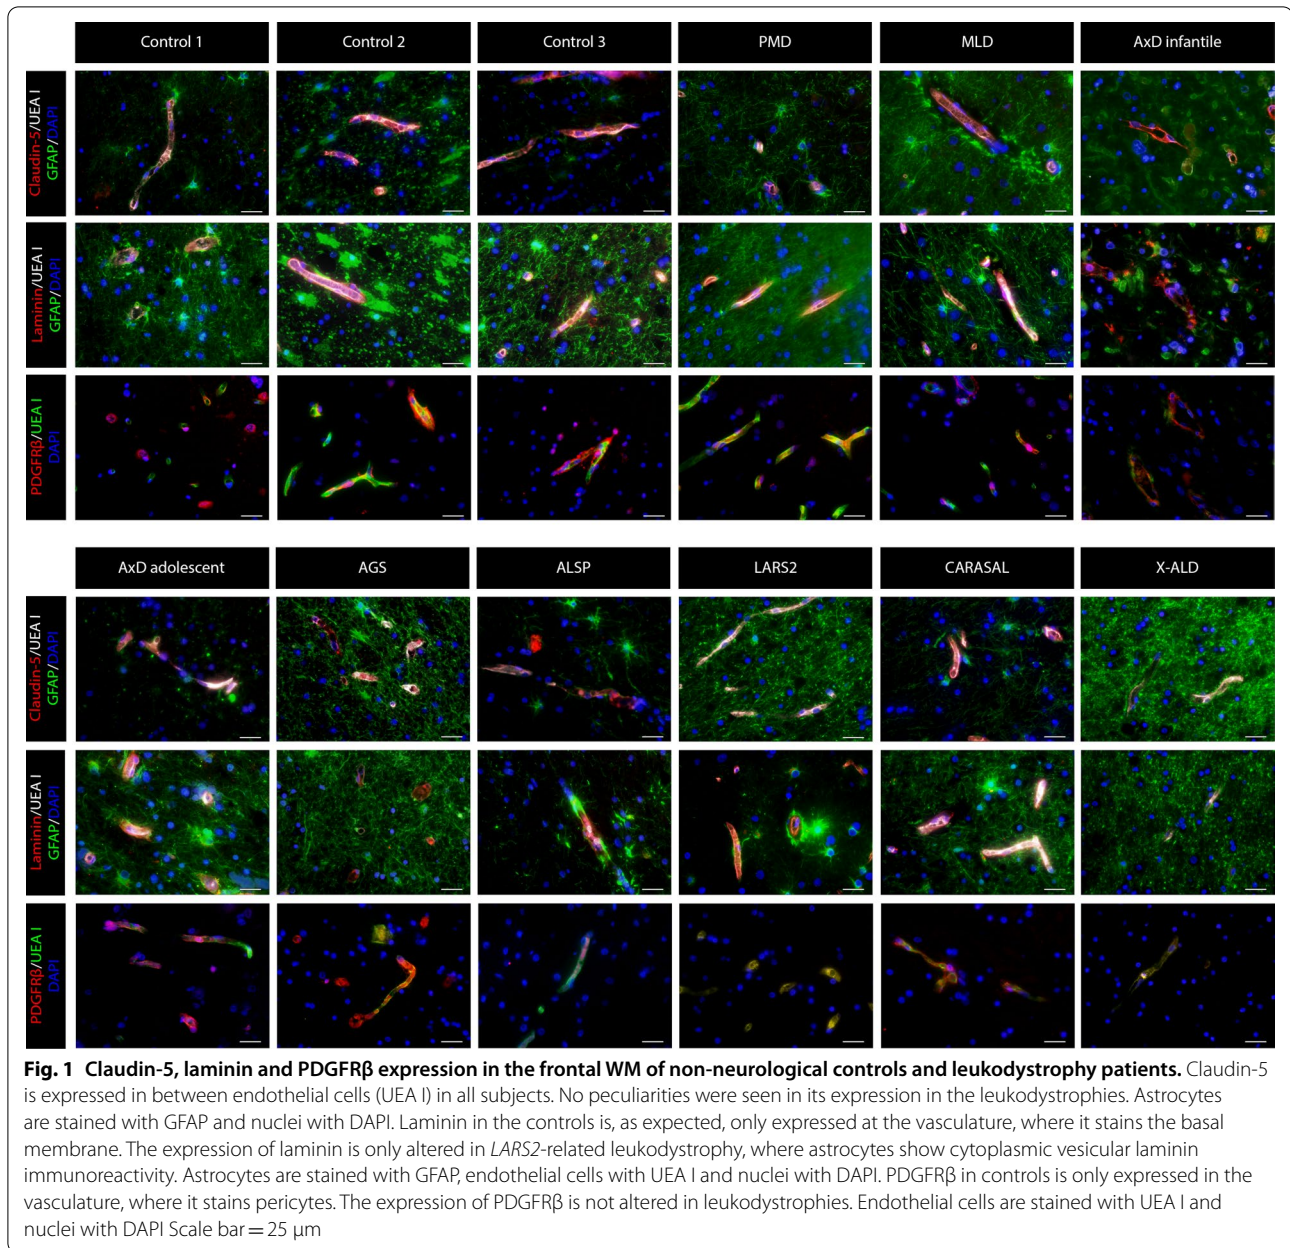 Control 1
Control 2
Control 3
PMD
MLD
AxD infantile
Claudin-5/UEA I
GFAP/DAPI
Laminin/UEA I
GFAP/DAPI
PDGFRβ/UEA I
DAPI
AxD adolescent
AGS
ALSP
LARS2
CARASAL
X-ALD
Claudin-5/UEA I
GFAP/DAPI
Laminin/UEA I
GFAP/DAPI
PDGFRβ/UEA I
DAPI
Fig. 1 Claudin-5, laminin and PDGFRβ expression in the frontal WM of non-neurological controls and leukodystrophy patients. Claudin-5
is expressed in between endothelial cells (UEA I) in all subjects. No peculiarities were seen in its expression in the leukodystrophies. Astrocytes
are stained with GFAP and nuclei with DAPI. Laminin in the controls is, as expected, only expressed at the vasculature, where it stains the basal
membrane. The expression of laminin is only altered in LARS2-related leukodystrophy, where astrocytes show cytoplasmic vesicular laminin
immunoreactivity. Astrocytes are stained with GFAP, endothelial cells with UEA I and nuclei with DAPI. PDGFRβ in controls is only expressed in the
vasculature, where it stains pericytes. The expression of PDGFRβ is not altered in leukodystrophies. Endothelial cells are stained with UEA I and
nuclei with DAPI Scale bar = 25 µm